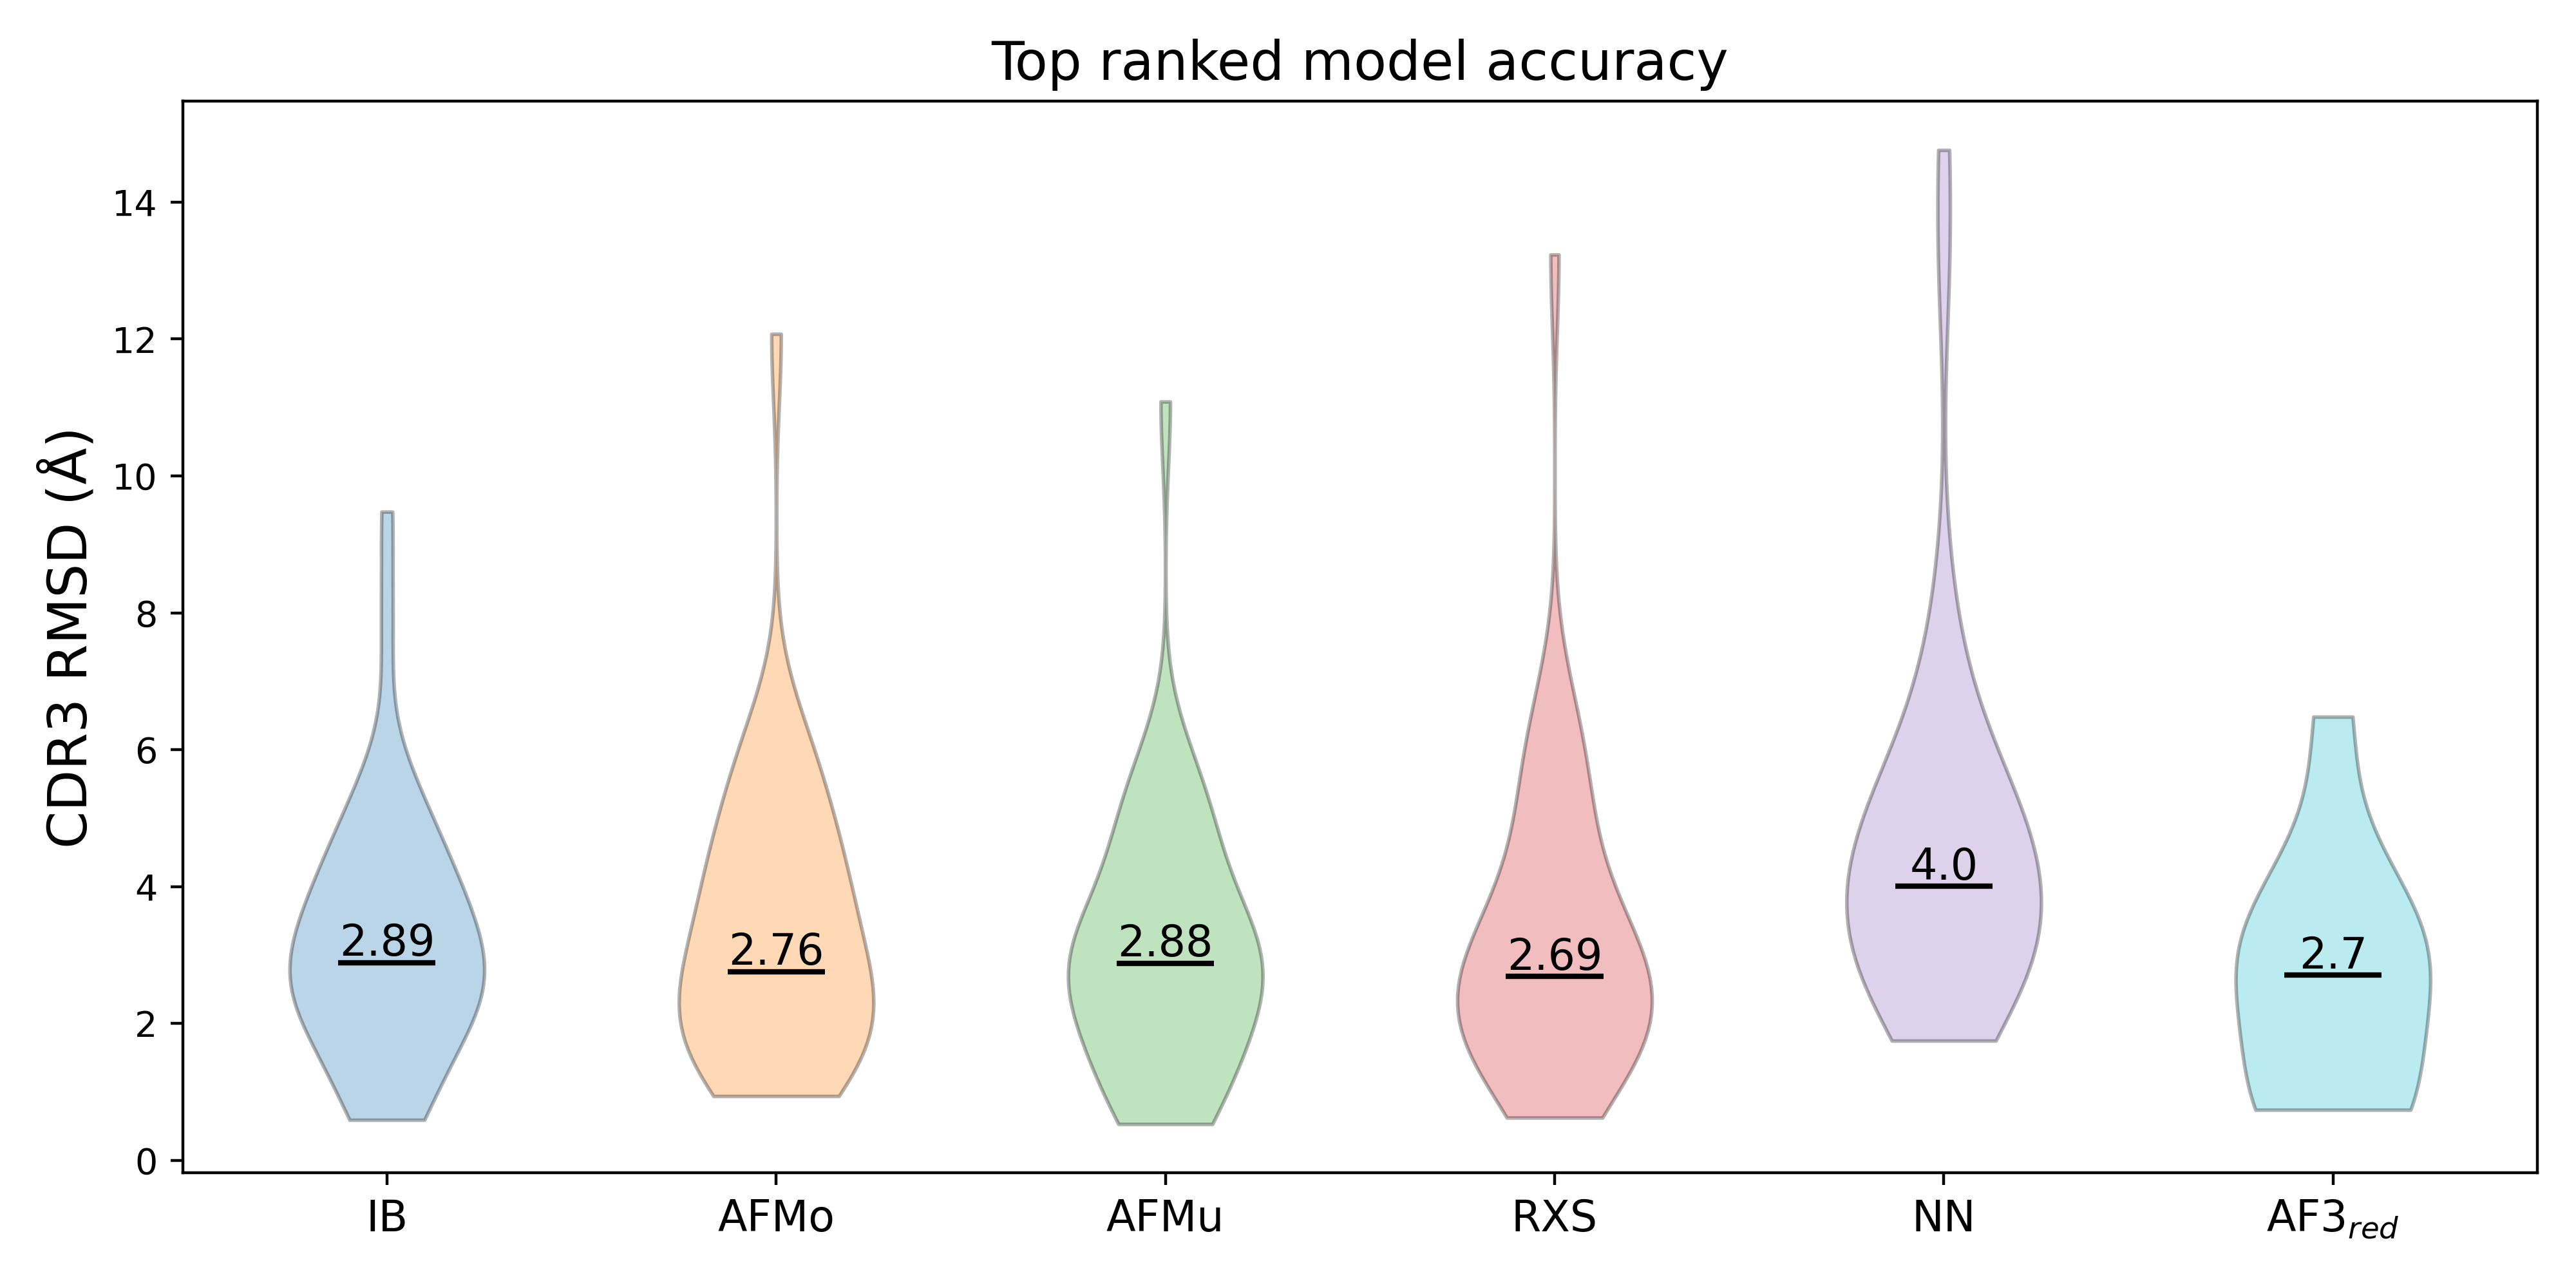 Top ranked model accuracy
CDR3 RMSD (Å)
14
12
10
8
6
4
2
0
2.89
2.76
2.88
2.69
4.0
2.7
IB
AFMo
AFMu
RXS
NN
AF3red